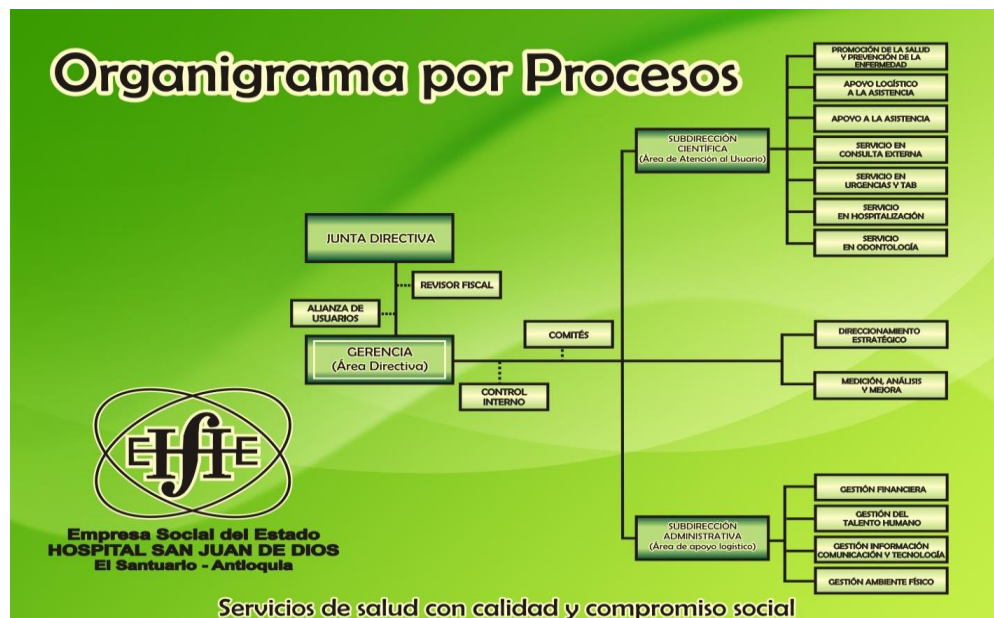 Organigrama por Procesos
PROMOCIÓN DE LA SALUD
Y PREVENCIÓN DE LA
ENFERMEDAD
APOYO LOGÍSTICO
A LA ASISTENCIA
APOYO A LA ASISTENCIA
SUBDIRECCIÓN
CIENTÍFICA
(Área de Atención al Usuario)
SERVICIO EN
CONSULTA EXTERNA
SERVICIO EN
URGENCIAS Y TAB
SERVICIO
EN HOSPITALIZACIÓN
SERVICIO
EN ODONTOLOGÍA
JUNTA DIRECTIVA
REVISOR FISCAL
ALIANZA DE
USUARIOS
GERENCIA
(Área Directiva)
COMITÉS
CONTROL
INTERNO
DIRECCIONAMIENTO
ESTRATÉGICO
MEDICIÓN, ANÁLISIS
Y MEJORA
Empresa Social del Estado
HOSPITAL SAN JUAN DE DIOS
El Santuario - Antioquia
SUBDIRECCIÓN
ADMINISTRATIVA
(Área de apoyo logístico)
GESTIÓN FINANCIERA
GESTIÓN DEL
TALENTO HUMANO
GESTIÓN INFORMACIÓN
COMUNICACIÓN Y TECNOLOGÍA
GESTIÓN AMBIENTE FÍSICO
Servicios de salud con calidad y compromiso social